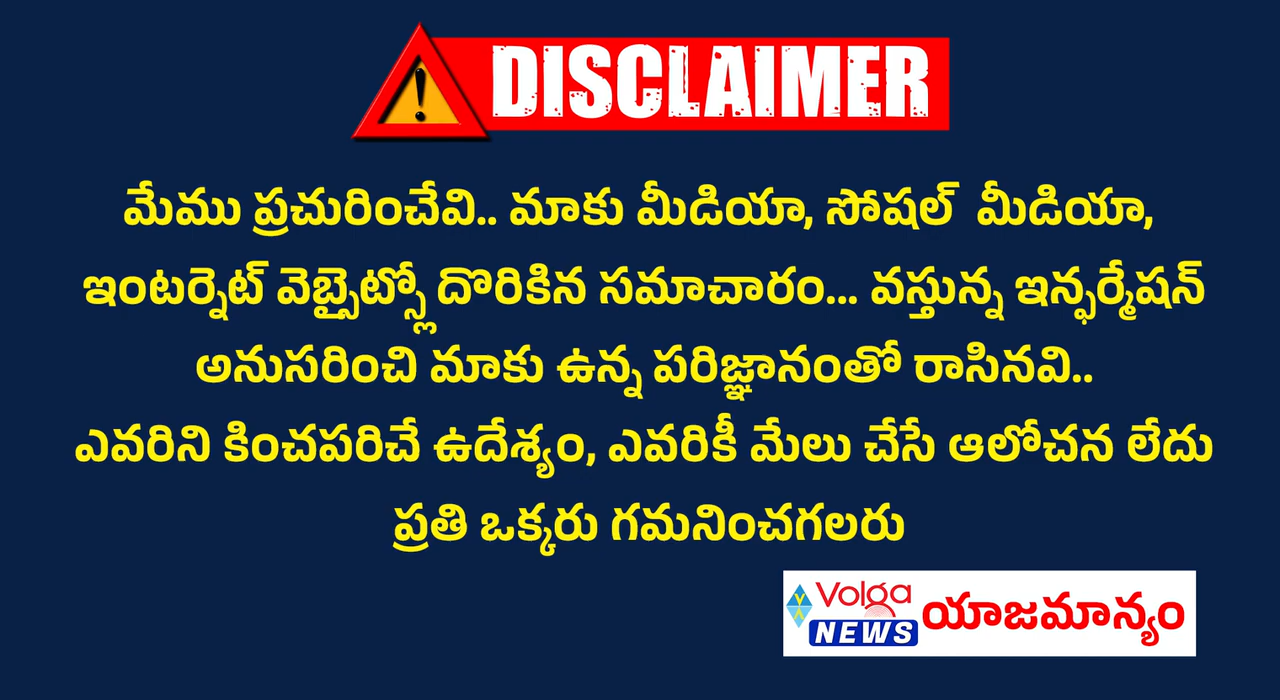 DISCLAIMER
మేము ప్రచురించేవి.. మాకు మీడియా, సోషల్ మీడియా,
ఇంటర్నెట్ వెబ్సైట్స్లో దొరికిన సమాచారం... వస్తున్న ఇన్ఫర్మేషన్
అనుసరించి మాకు ఉన్న పరిజ్ఞానంతో రాసినవి..
ఎవరిని కించపరిచే ఉదేశ్యం, ఎవరికీ మేలు చేసే ఆలోచన లేదు
ప్రతి ఒక్కరు గమనించగలరు
Volga
NEWS యాజమాన్యం